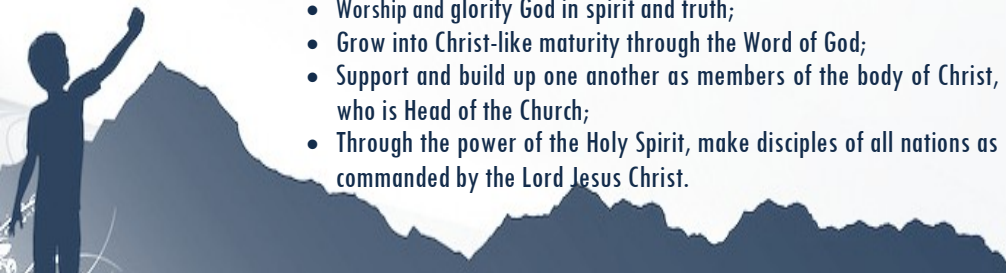 • Worship and glorify God in spirit and truth;
• Grow into Christ-like maturity through the Word of God;
• Support and build up one another as members of the body of Christ,
who is Head of the Church;
• Through the power of the Holy Spirit, make disciples of all nations as
commanded by the Lord Jesus Christ.